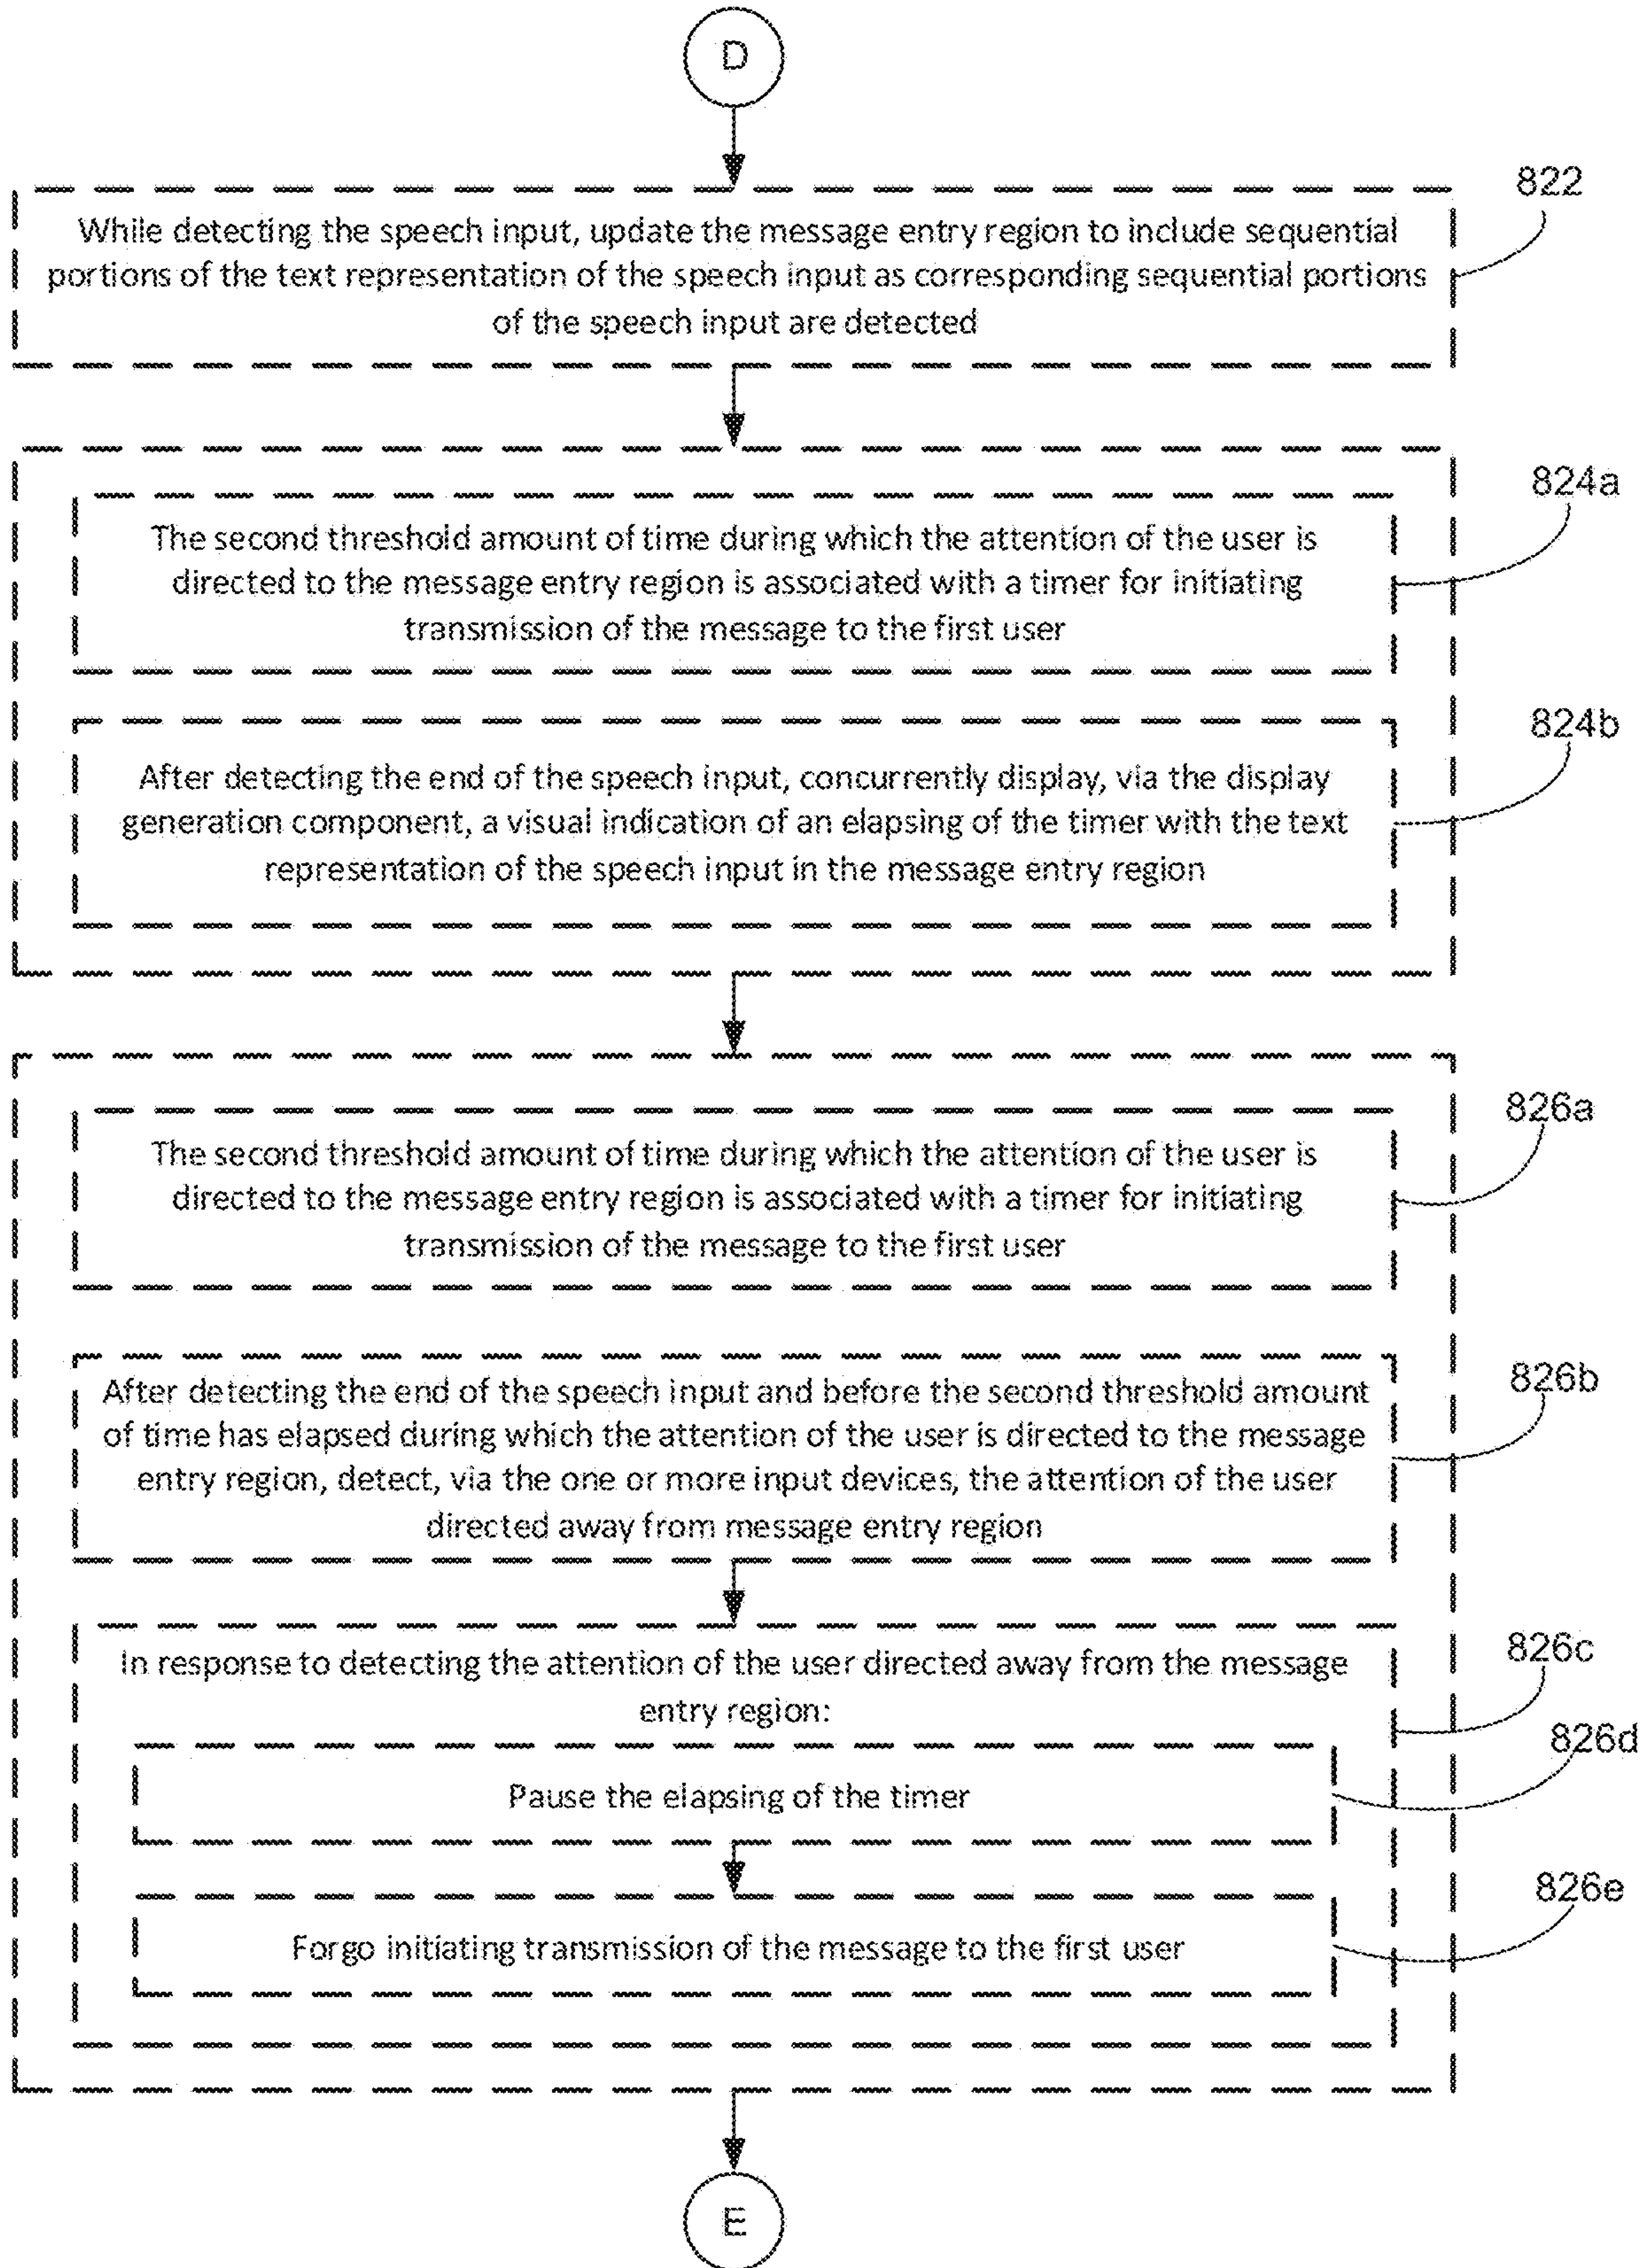 D
822
While detecting the speech input, update the message entry region to include sequential
portions of the text representation of the speech input as corresponding sequential portions
of the speech input are detected
824a
The second threshold amount of time during which the attention of the user is
directed to the message entry region is associated with a timer for initiating
transmission of the message to the first user
824b
After detecting the end of the speech input, concurrently display, via the display
generation component, a visual indication of an elapsing of the timer with the text
representation of the speech input in the message entry region
826a
The second threshold amount of time during which the attention of the user is
directed to the message entry region is associated with a timer for initiating
transmission of the message to the first user
826b
After detecting the end of the speech input and before the second threshold amount
of time has elapsed during which the attention of the user is directed to the message
entry region, detect, via the one or more input devices, the attention of the user
directed away from message entry region
826c
In response to detecting the attention of the user directed away from the message
entry region:
826d
Pause the elapsing of the timer
826e
Forgo initiating transmission of the message to the first user
E